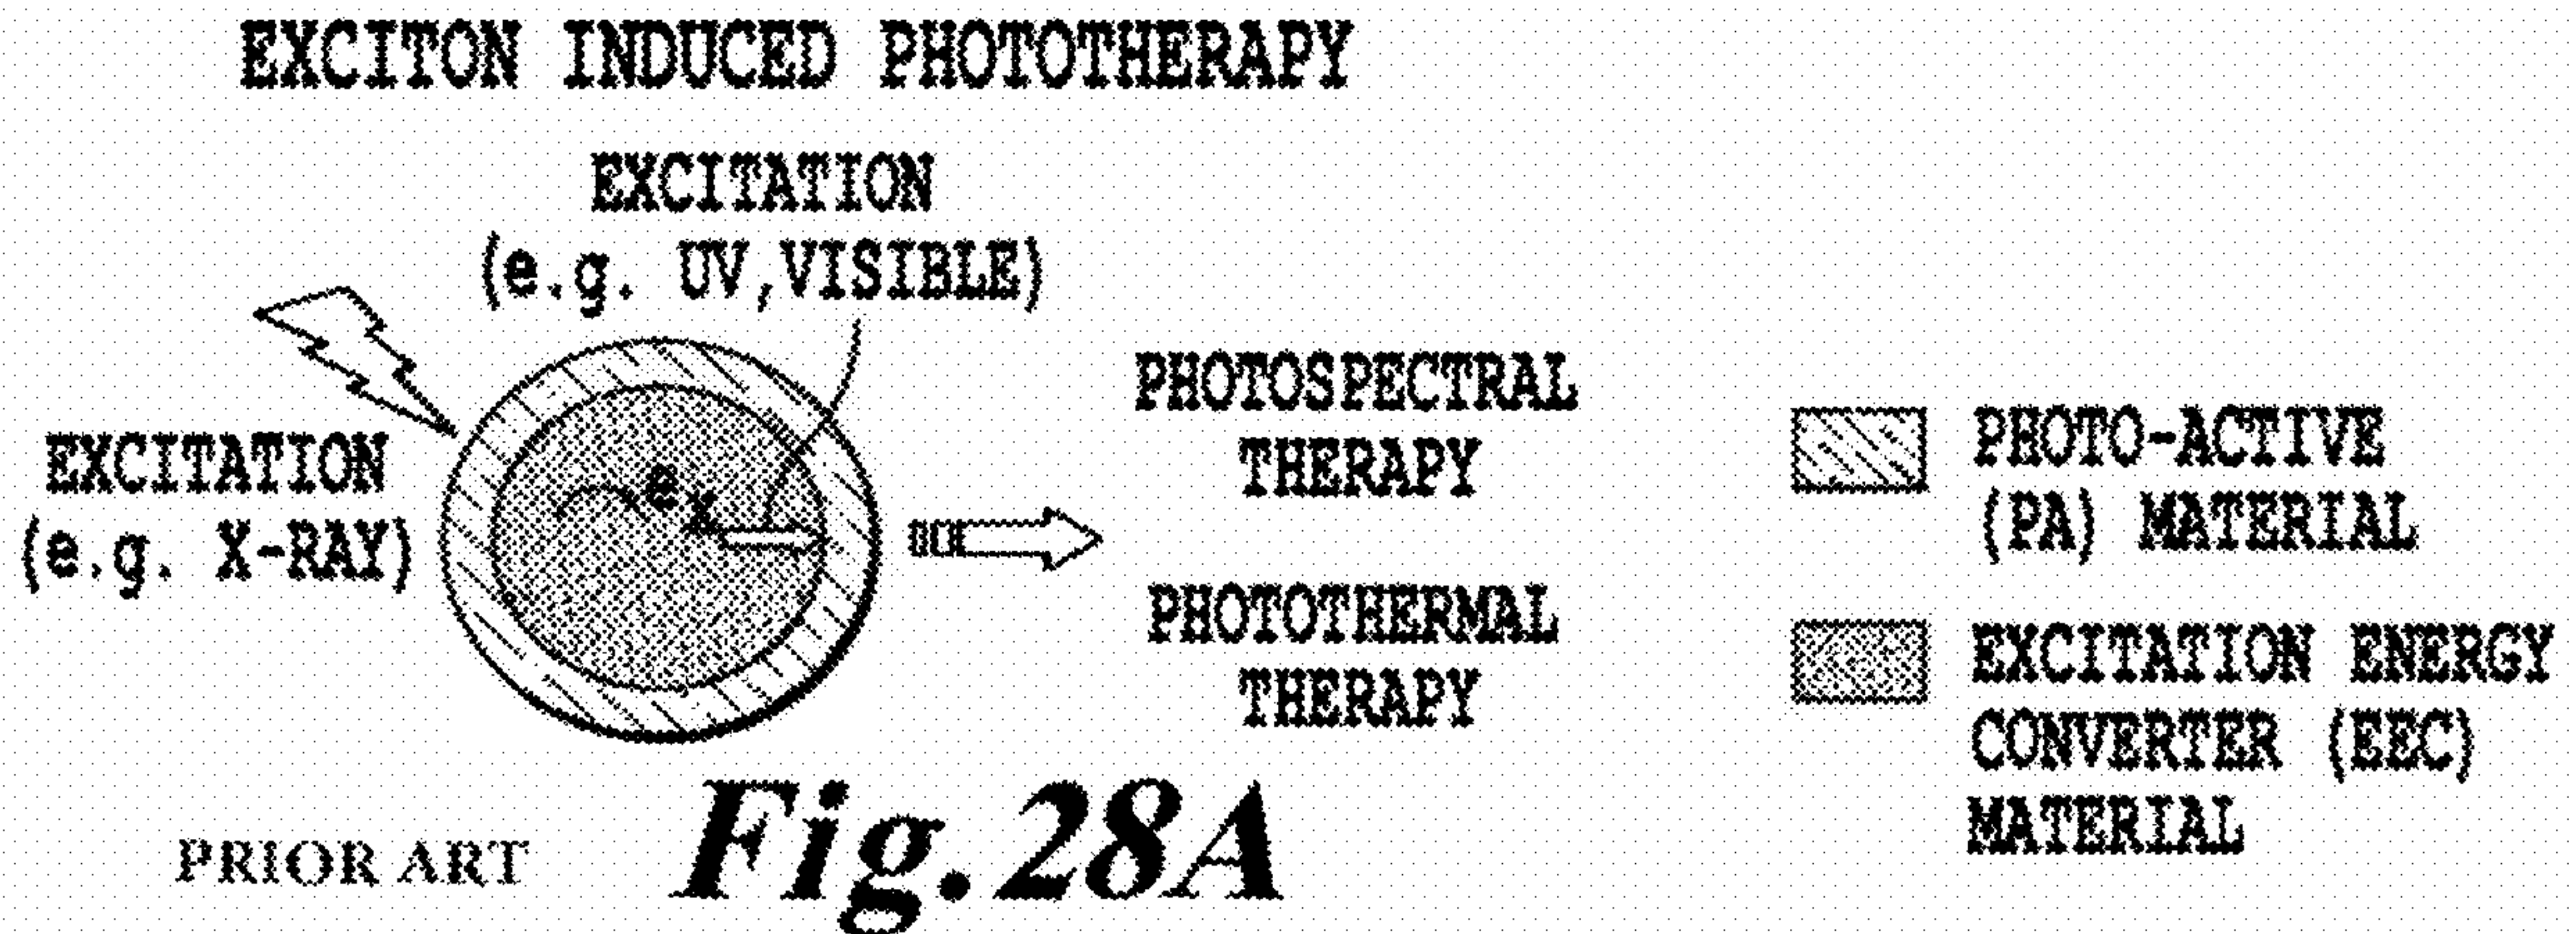 EXCITON INDUCED PHOTOTHERAPY
EXCITATION
(e.g. UV,VISIBLE)
EXCITATION
(e.g. X-RAY)
ex
PHOTOSPECTRAL
THERAPY
PHOTOTHERMAL
THERAPY
PHOTO-ACTIVE
(PA) MATERIAL
EXCITATION ENERGY
CONVERTER (EEC)
MATERIAL
PRIOR ART
Fig. 28A